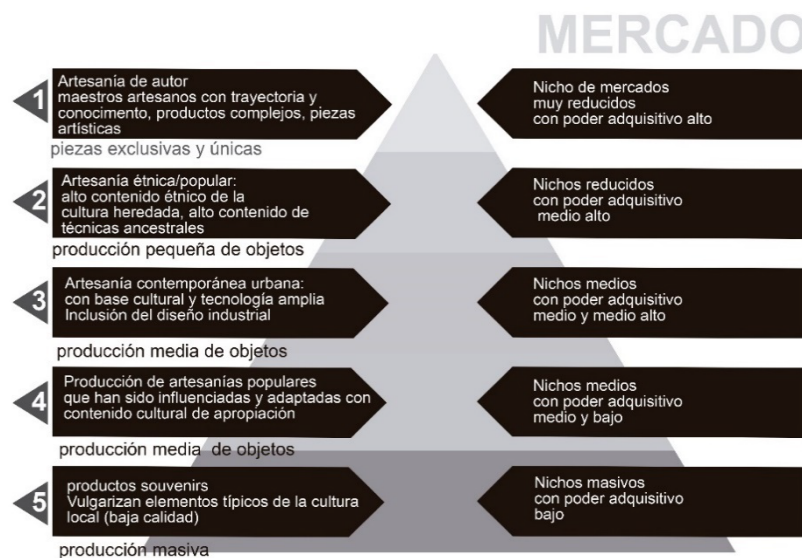 MERCADO
1
Artesanía de autor
maestros artesanos con trayectoria y
conocimiento, productos complejos, piezas
artísticas
piezas exclusivas y únicas
Nicho de mercados
muy reducidos
con poder adquisitivo alto
2
Artesanía étnica/popular:
alto contenido étnico de la
cultura heredada, alto contenido de
técnicas ancestrales
producción pequeña de objetos
Nichos reducidos
con poder adquisitivo
medio alto
3
Artesanía contemporánea urbana:
con base cultural y tecnología amplia
Inclusión del diseño industrial
producción media de objetos
Nichos medios
con poder adquisitivo
medio y medio alto
4
Producción de artesanías populares
que han sido influenciadas y adaptadas con
contenido cultural de apropiación
producción media de objetos
Nichos medios
con poder adquisitivo
medio y bajo
5
productos souvenirs
Vulgarizan elementos típicos de la cultura
local (baja calidad)
producción masiva
Nichos masivos
con poder adquisitivo
bajo